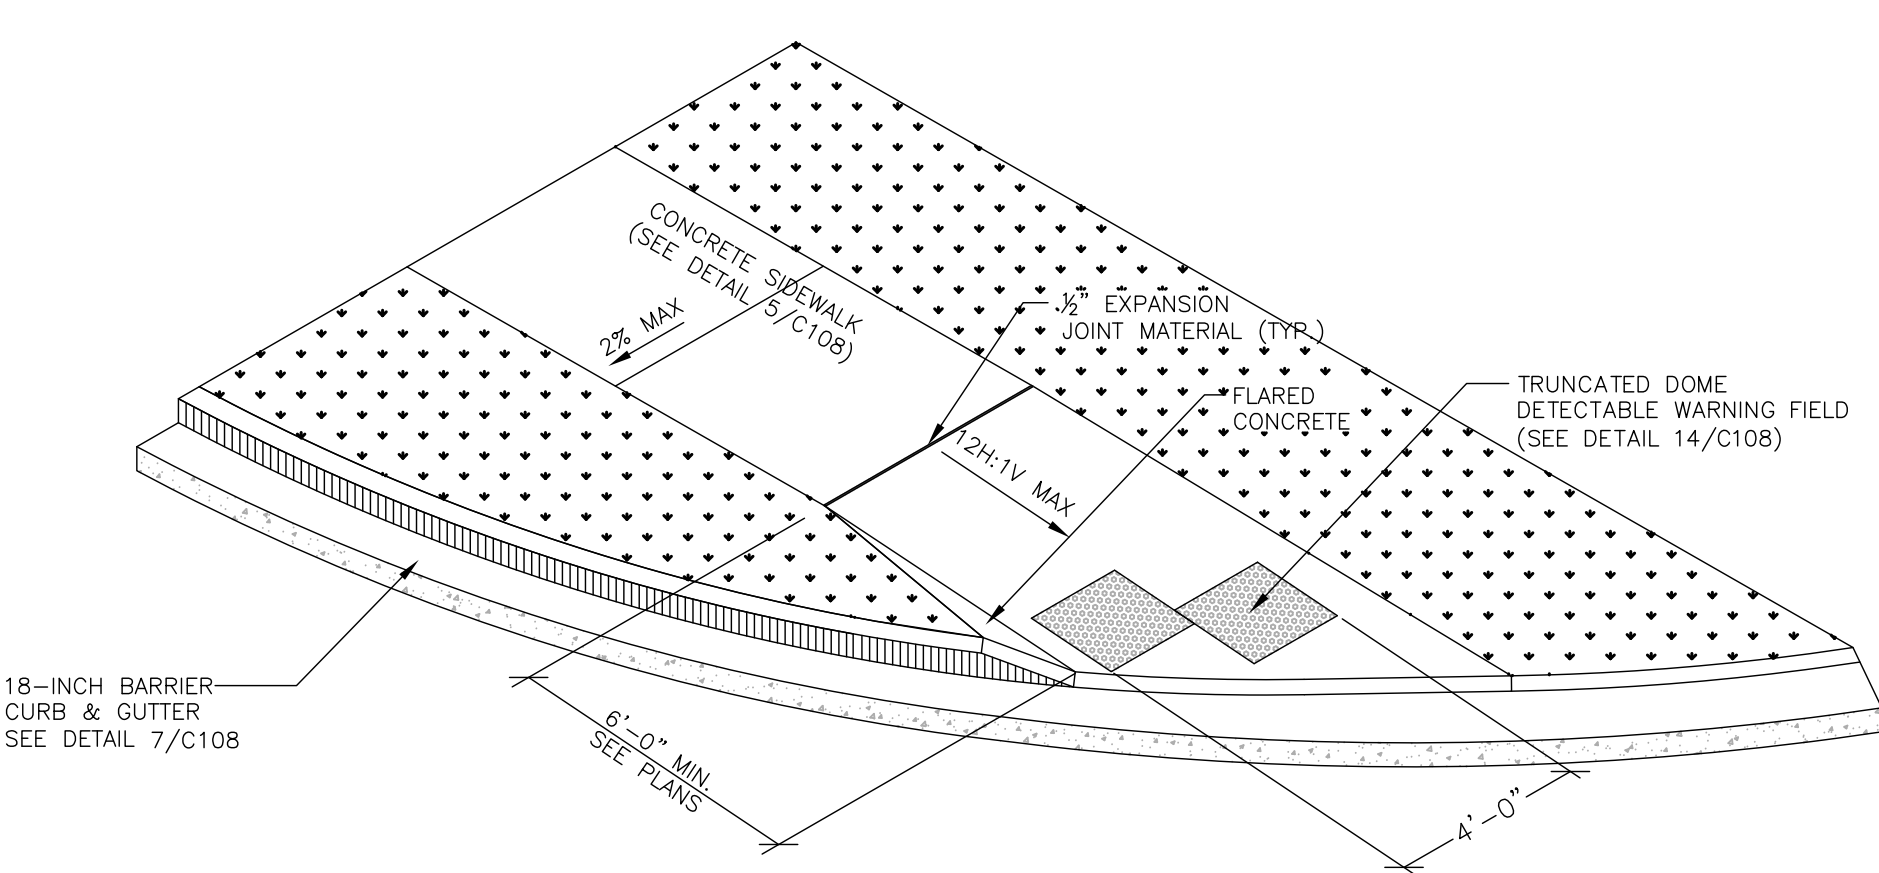 CONCRETE SIDEWALK
(SEE DETAIL 5/C108)
2% MAX
½" EXPANSION
JOINT MATERIAL (TYP.)
FLARED
CONCRETE
TRUNCATED DOME
DETECTABLE WARNING FIELD
(SEE DETAIL 14/C108)
12H:1V MAX
18-INCH BARRIER
CURB & GUTTER
SEE DETAIL 7/C108
6'-0" MIN.
SEE PLANS
4'-0"